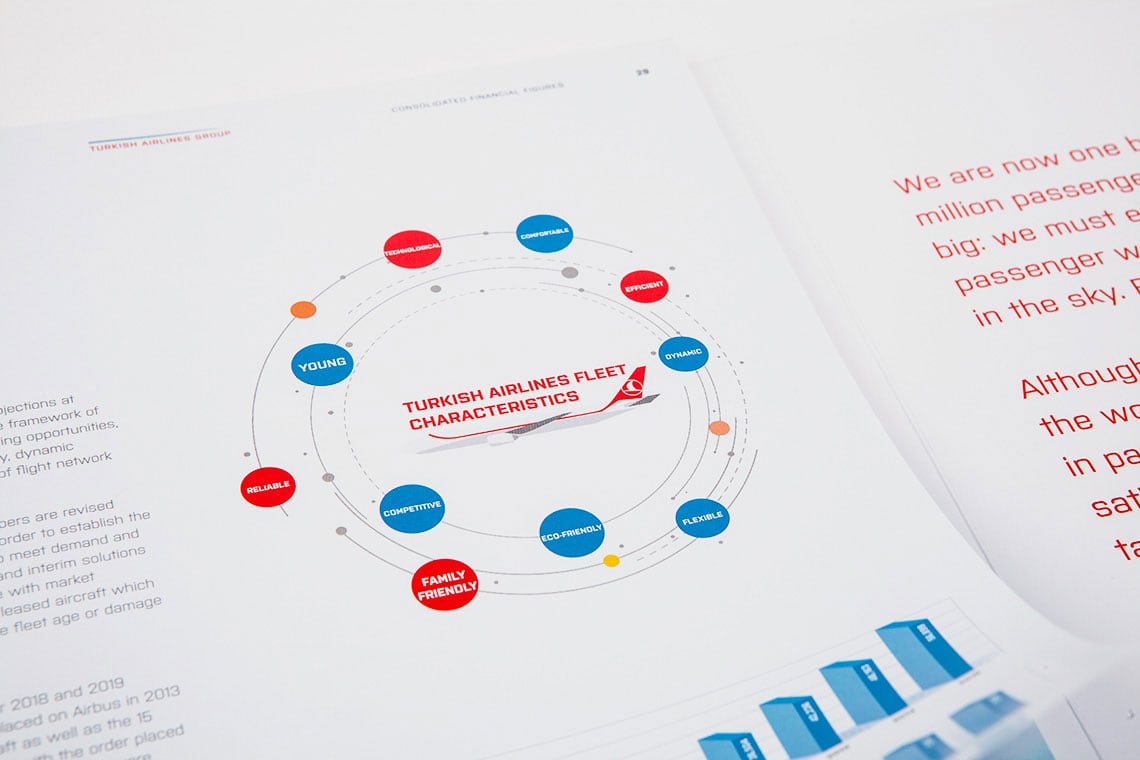 TURKISH AIRLINES GROUP
CONSOLIDATED FINANCIAL FIGURES
29
TECHNOLOGICAL
COMFORTABLE
EFFICIENT
YOUNG
DYNAMIC
TURKISH AIRLINES FLEET
CHARACTERISTICS
RELIABLE
COMPETITIVE
ECO-FRIENDLY
FLEXIBLE
FAMILY
FRIENDLY
ojections at
e framework of
ing opportunities,
y, dynamic
of flight network
bers are revised
order to establish the
o meet demand and
and interim solutions
e with market
leased aircraft which
e fleet age or damage
r 2018 and 2019
laced on Airbus in 2013
aft as well as the 15
with the order placed
We are now one b
million passenge
big: we must e
passenger w
in the sky.
Although
the wo
in pa
sati
ta